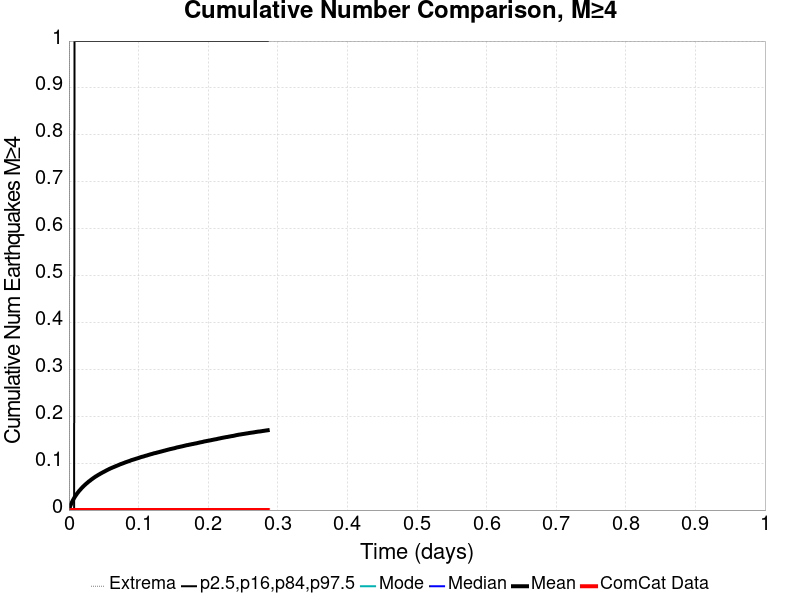 Cumulative Number Comparison, M≥4
Cumulative Num Earthquakes M≥4
1
0.9
0.8
0.7
0.6
0.5
0.4
0.3
0.2
0.1
0
0 0.1 0.2 0.3 0.4 0.5 0.6 0.7 0.8 0.9 1
Time (days)
Extrema p2.5,p16,p84,p97.5 Mode Median Mean ComCat Data